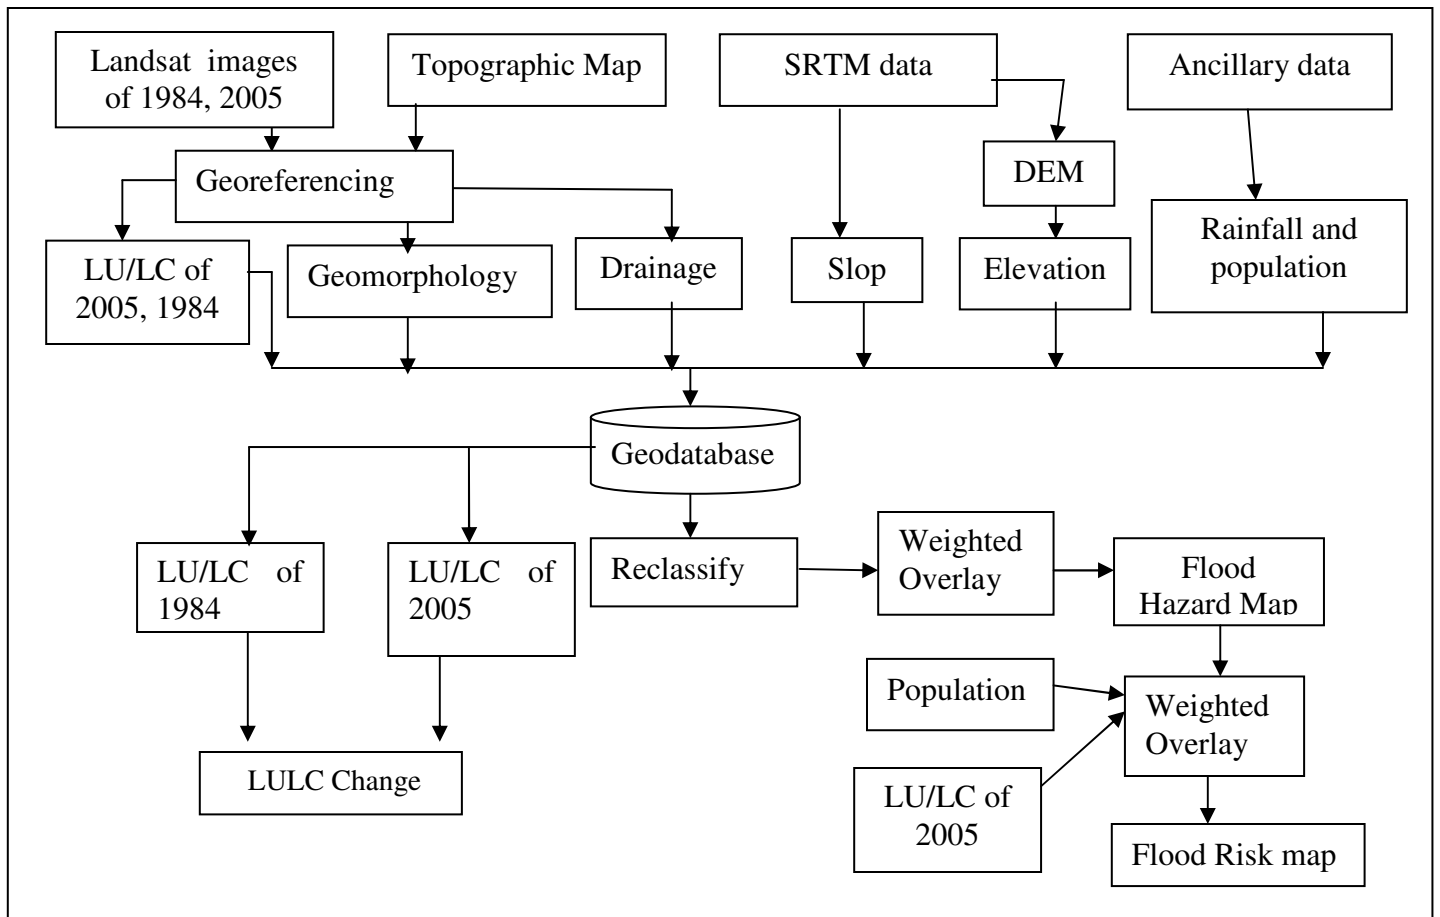 Landsat images
of 1984, 2005
Topographic Map
SRTM data
Ancillary data
Georeferencing
DEM
LU/LC of
2005, 1984
Geomorphology
Drainage
Slop
Elevation
Rainfall and
population
Geodatabase
LU/LC of
1984
LU/LC of
2005
Reclassify
Weighted
Overlay
Flood
Hazard Map
Population
Weighted
Overlay
LULC Change
LU/LC of
2005
Flood Risk map